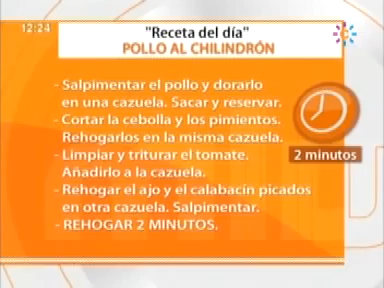 12:24
"Receta del día"
POLLO AL CHILINDRÓN
- Salpimentar el pollo y dorarlo
en una cazuela. Sacar y reservar.
- Cortar la cebolla y los pimientos.
Rehogarlos en la misma cazuela.
- Limpiar y triturar el tomate.
Añadirlo a la cazuela.
- Rehogar el ajo y el calabacín picados
en otra cazuela. Salpimentar.
- REHOGAR 2 MINUTOS.
2 minutos